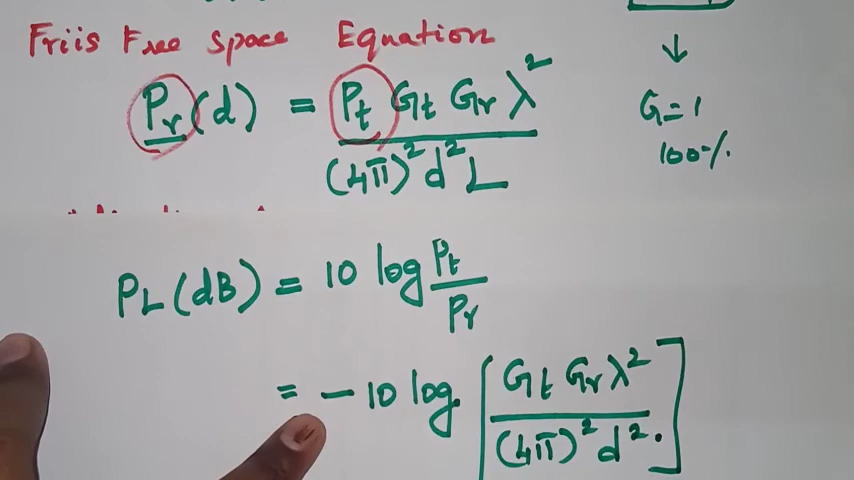 Friis Free space Equation
↓
Pr(d) = Pt Gt Gr λ² / (4π)² d² L
G=1
100%
PL(dB) = 10 log Pt / Pr
= - 10 log. [Gt Gr λ² / (4π)² d².]